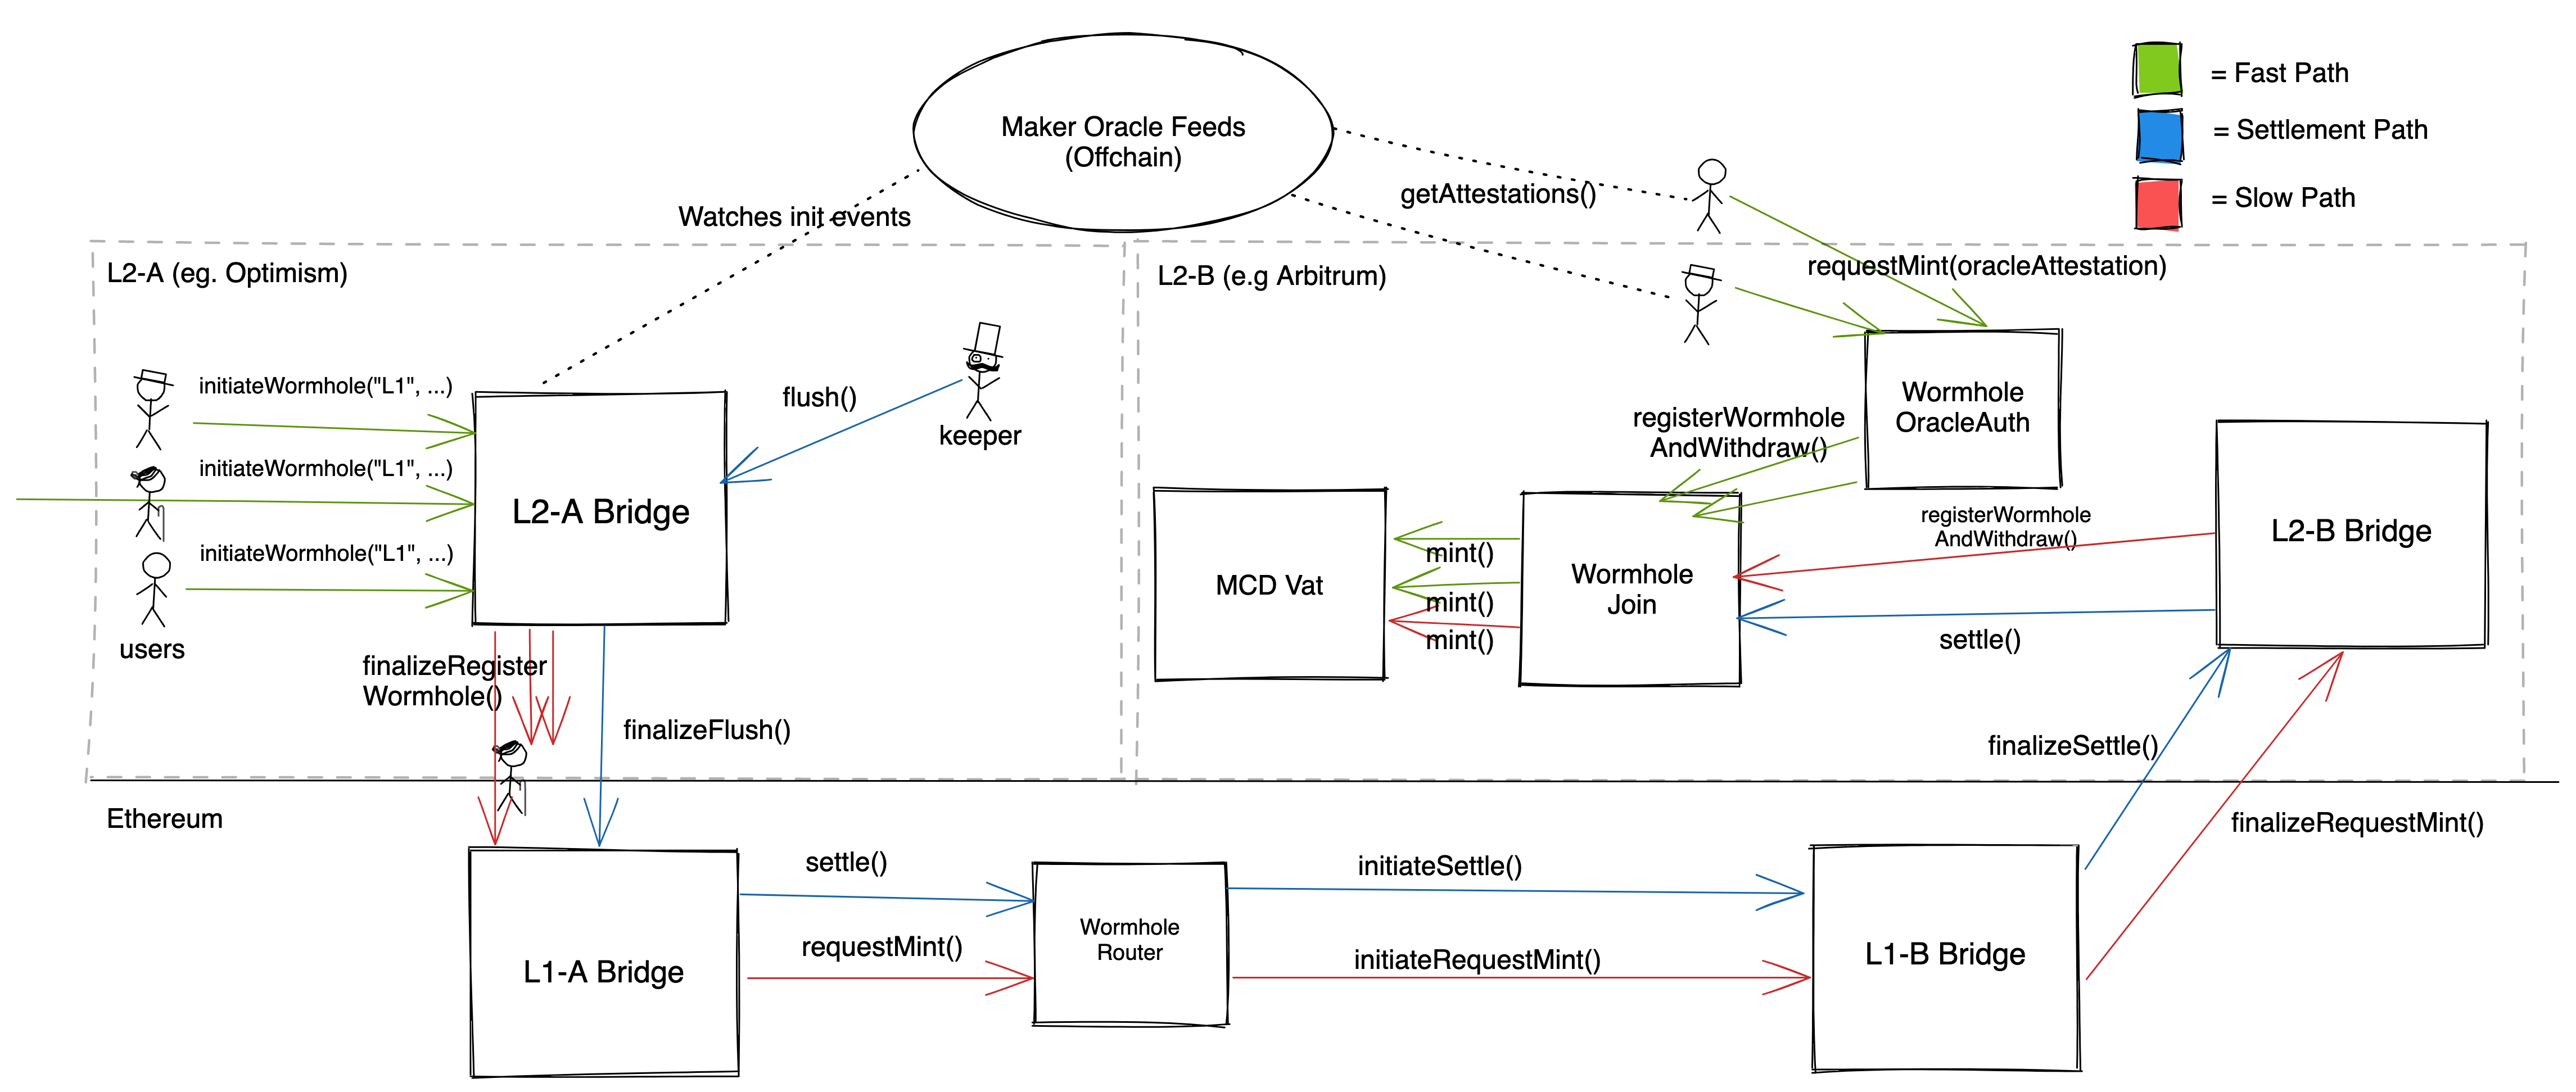 Maker Oracle Feeds
(Offchain)
= Fast Path
= Settlement Path
= Slow Path
Watches init events
getAttestations()
requestMint(oracleAttestation)
L2-A (eg. Optimism)
L2-B (e.g Arbitrum)
initiateWormhole("L1", ...)
initiateWormhole("L1", ...)
initiateWormhole("L1", ...)
users
L2-A Bridge
flush()
keeper
finalizeRegister
Wormhole()
finalizeFlush()
Wormhole
OracleAuth
registerWormhole
AndWithdraw()
MCD Vat
mint()
mint()
mint()
Wormhole
Join
registerWormhole
AndWithdraw()
settle()
L2-B Bridge
finalizeSettle()
finalizeRequestMint()
Ethereum
L1-A Bridge
settle()
requestMint()
Wormhole
Router
initiateSettle()
initiateRequestMint()
L1-B Bridge